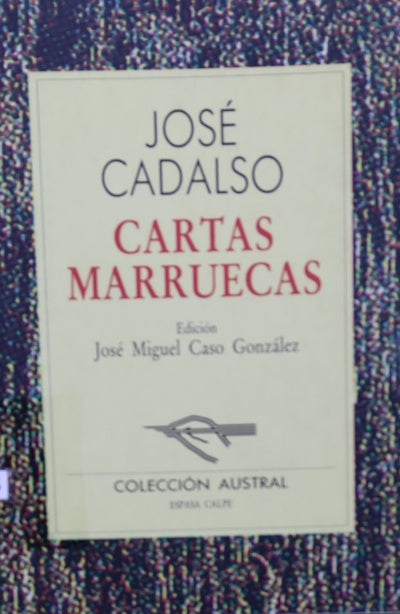 JOSÉ
CADALSO
CARTAS
MARRUECAS
Edición
José Miguel Caso González
COLECCIÓN AUSTRAL
ESPASA CALPE